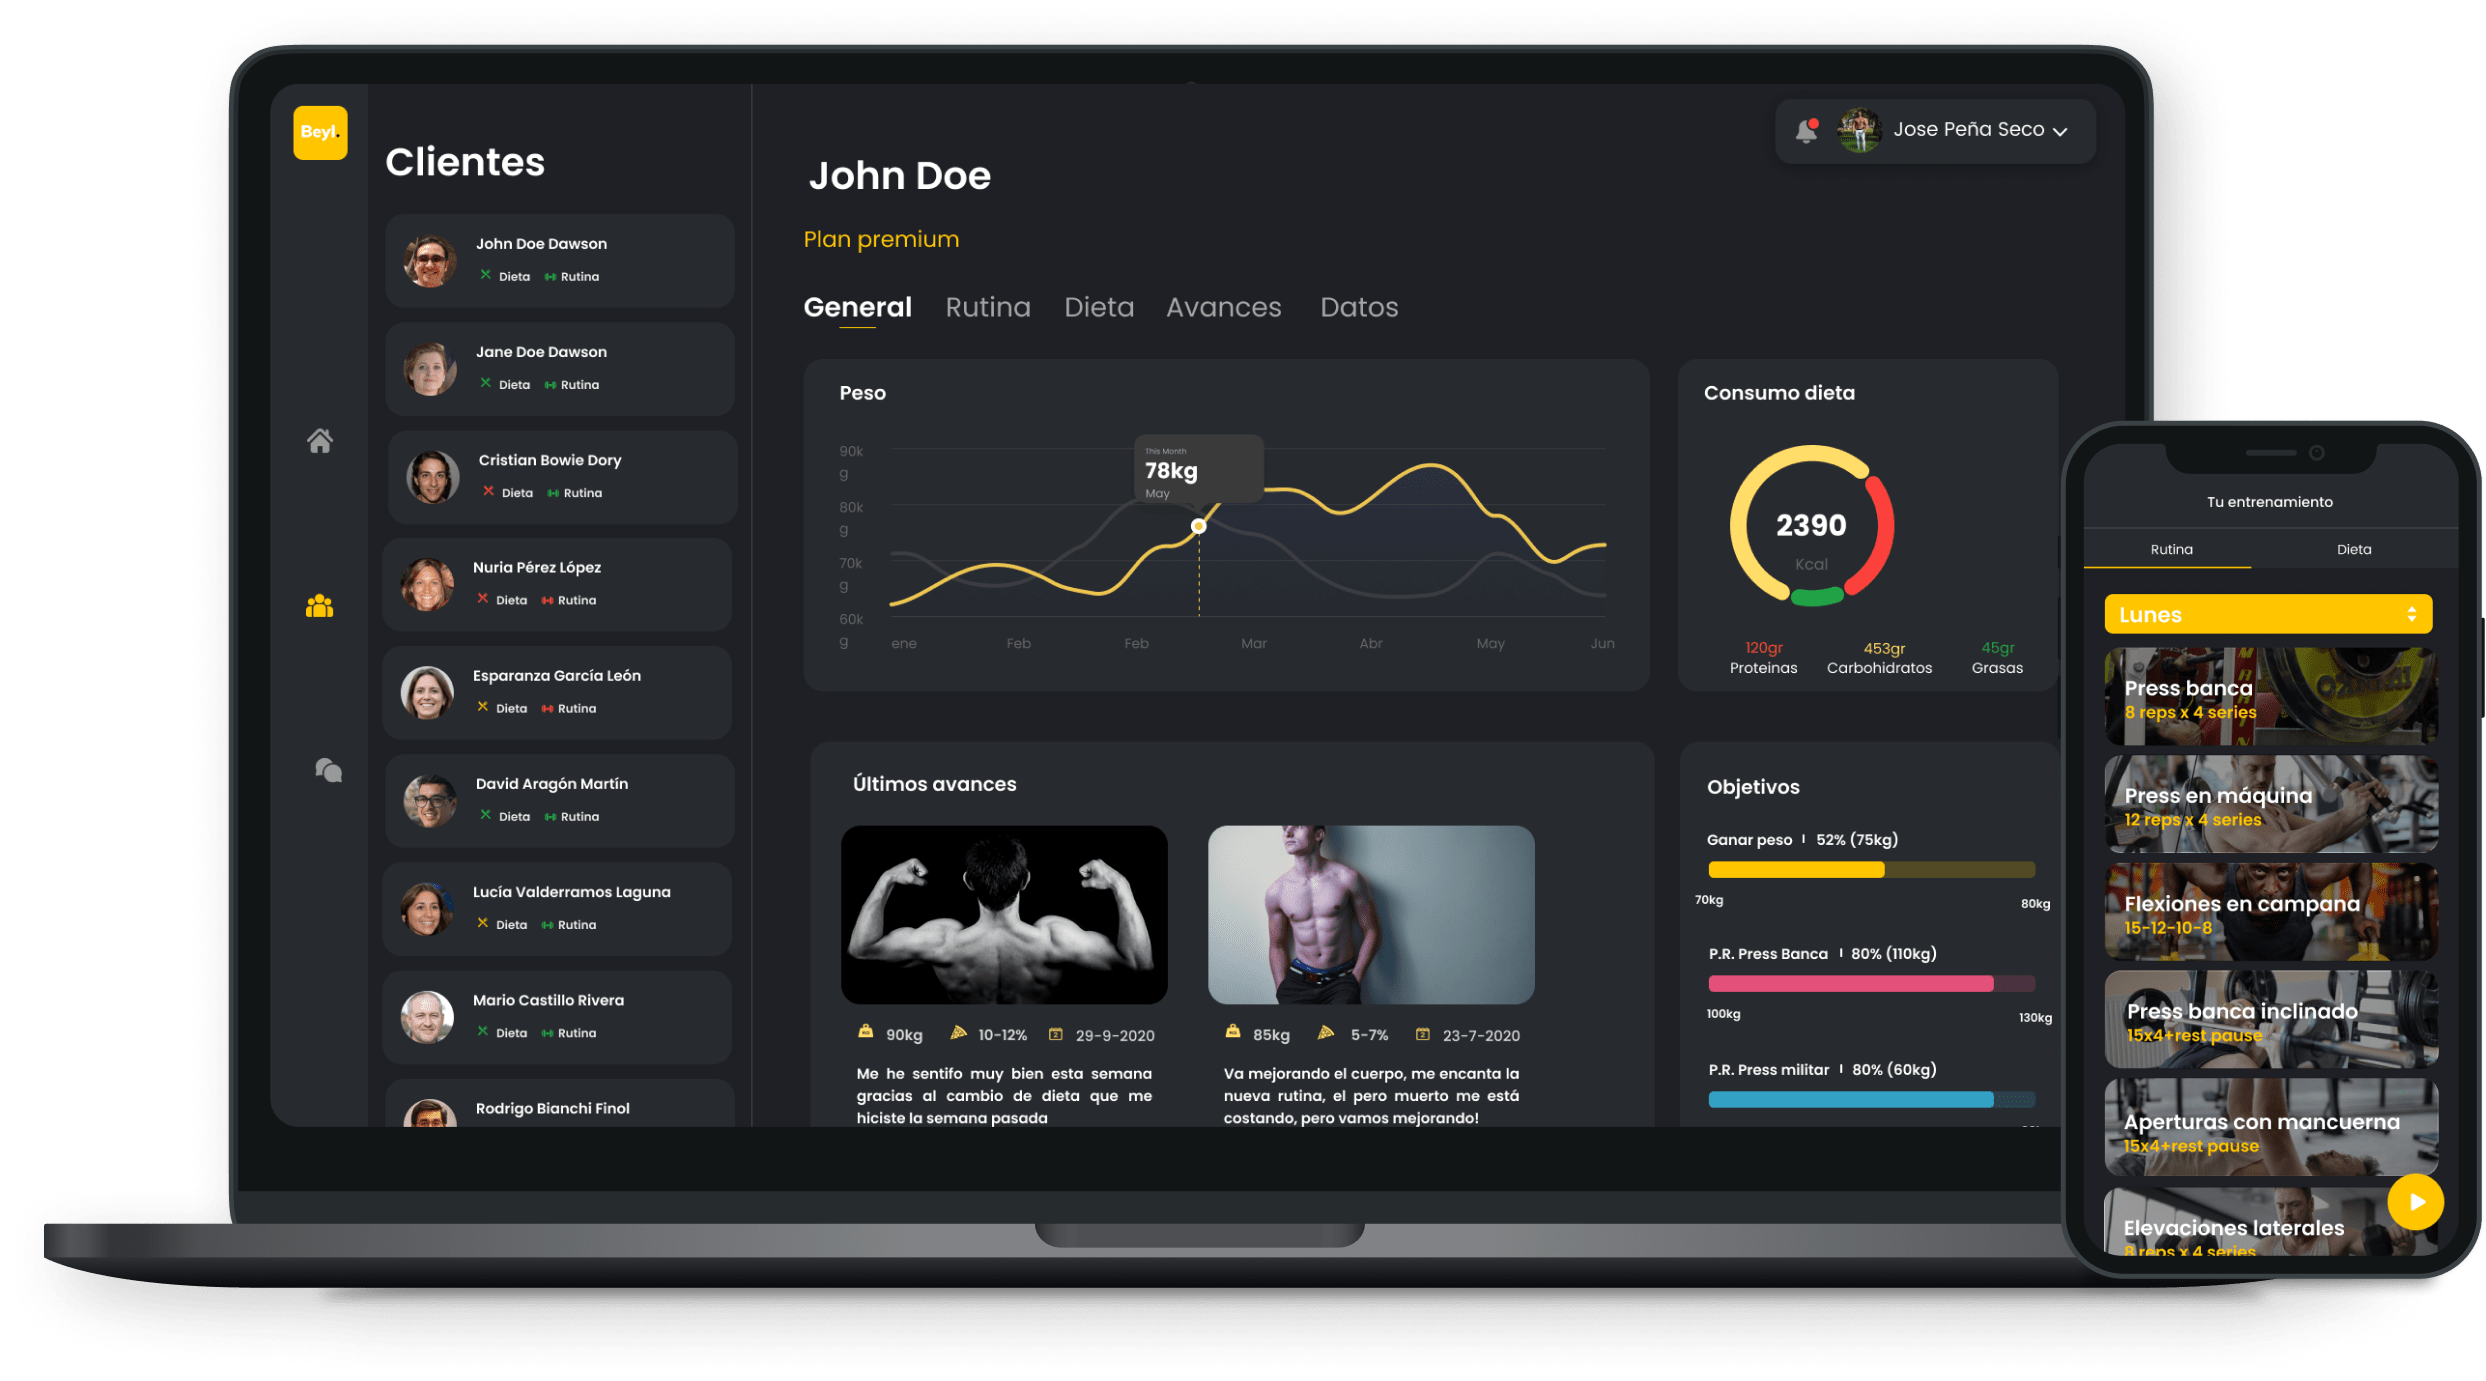 Beyl.
Clientes
John Doe Dawson
Dieta Rutina
Jane Doe Dawson
Dieta Rutina
Cristian Bowie Dory
Dieta Rutina
Nuria Pérez López
Dieta Rutina
Esparanza García León
Dieta Rutina
David Aragón Martín
Dieta Rutina
Lucía Valderramos Laguna
Dieta Rutina
Mario Castillo Rivera
Dieta Rutina
Rodrigo Bianchi Finol
Jose Peña Seco
John Doe
Plan premium
General Rutina Dieta Avances Datos
Peso
90k
g
80k
g
70k
g
60k
g
This Month
78kg
May
ene Feb Feb Mar Abr May Jun
Consumo dieta
2390
Kcal
120gr 453gr 45gr
Proteinas Carbohidratos Grasas
Últimos avances
90kg 10-12% 29-9-2020
Me he sentifo muy bien esta semana
gracias al cambio de dieta que me
hiciste la semana pasada
85kg 5-7% 23-7-2020
Va mejorando el cuerpo, me encanta la
nueva rutina, el pero muerto me está
costando, pero vamos mejorando!
Objetivos
Ganar peso | 52% (75kg)
70kg 80kg
P.R. Press Banca | 80% (110kg)
100kg 130kg
P.R. Press militar | 80% (60kg)
Tu entrenamiento
Rutina Dieta
Lunes
Press banca
8 reps x 4 series
Press en máquina
12 reps x 4 series
Flexiones en campana
15-12-10-8
Press banca inclinado
15x4+rest pause
Aperturas con mancuerna
15x4+rest pause
Elevaciones laterales
8 reps x 4 series